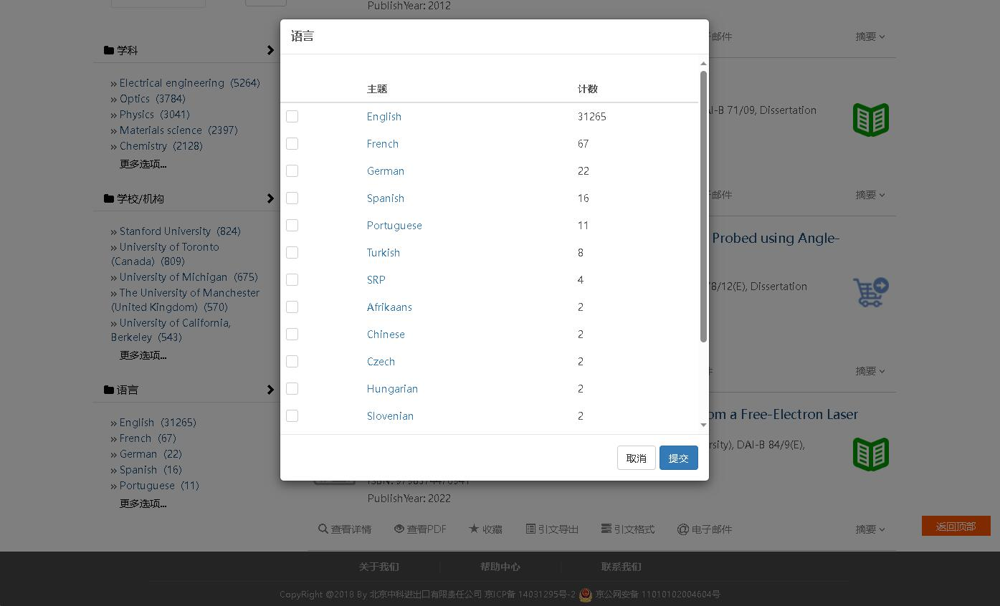 PublishYear: 2012
子邮件
摘要
学科
» Electrical engineering (5264)
» Optics (3784)
» Physics (3041)
» Materials science (2397)
» Chemistry (2128)
更多选项...
学校/机构
» Stanford University (824)
» University of Toronto
(Canada) (809)
» University of Michigan (675)
» The University of Manchester
(United Kingdom) (570)
» University of California,
Berkeley (543)
更多选项...
语言
» English (31265)
» French (67)
» German (22)
» Spanish (16)
» Portuguese (11)
更多选项...
语言
主题 计数
English 31265
French 67
German 22
Spanish 16
Portuguese 11
Turkish 8
SRP 4
Afrikaans 2
Chinese 2
Czech 2
Hungarian 2
Slovenian 2
取消 提交
AI-B 71/09, Dissertation
子邮件 摘要
Probed using Angle-
/8/12(E), Dissertation
件 摘要
om a Free-Electron Laser
rsity), DAI-B 84/9(E),
PublishYear: 2022
查看详情 查看PDF 收藏 引文导出 引文格式 电子邮件 摘要
返回顶部
关于我们 帮助中心 联系我们
CopyRight @2018 By 北京中科进出口有限责任公司 京ICP备 14031295号-2 京公网安备 11010102004604号